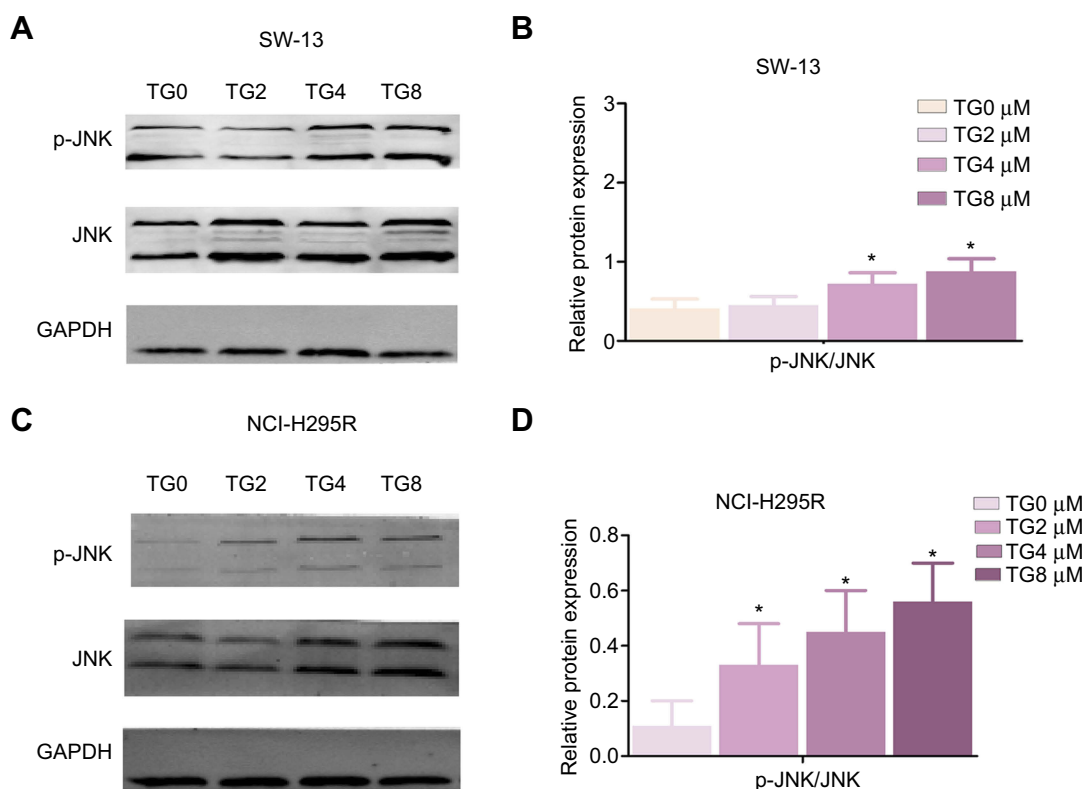 A
SW-13
TG0 TG2 TG4 TG8
p-JNK
JNK
GAPDH
B
SW-13
Relative protein expression
3
2
1
0
*
*
p-JNK/JNK
TG0 μM
TG2 μM
TG4 μM
TG8 μM
C
NCI-H295R
TG0 TG2 TG4 TG8
p-JNK
JNK
GAPDH
D
NCI-H295R
Relative protein expression
0.8
0.6
0.4
0.2
0.0
*
*
*
p-JNK/JNK
TG0 μM
TG2 μM
TG4 μM
TG8 μM